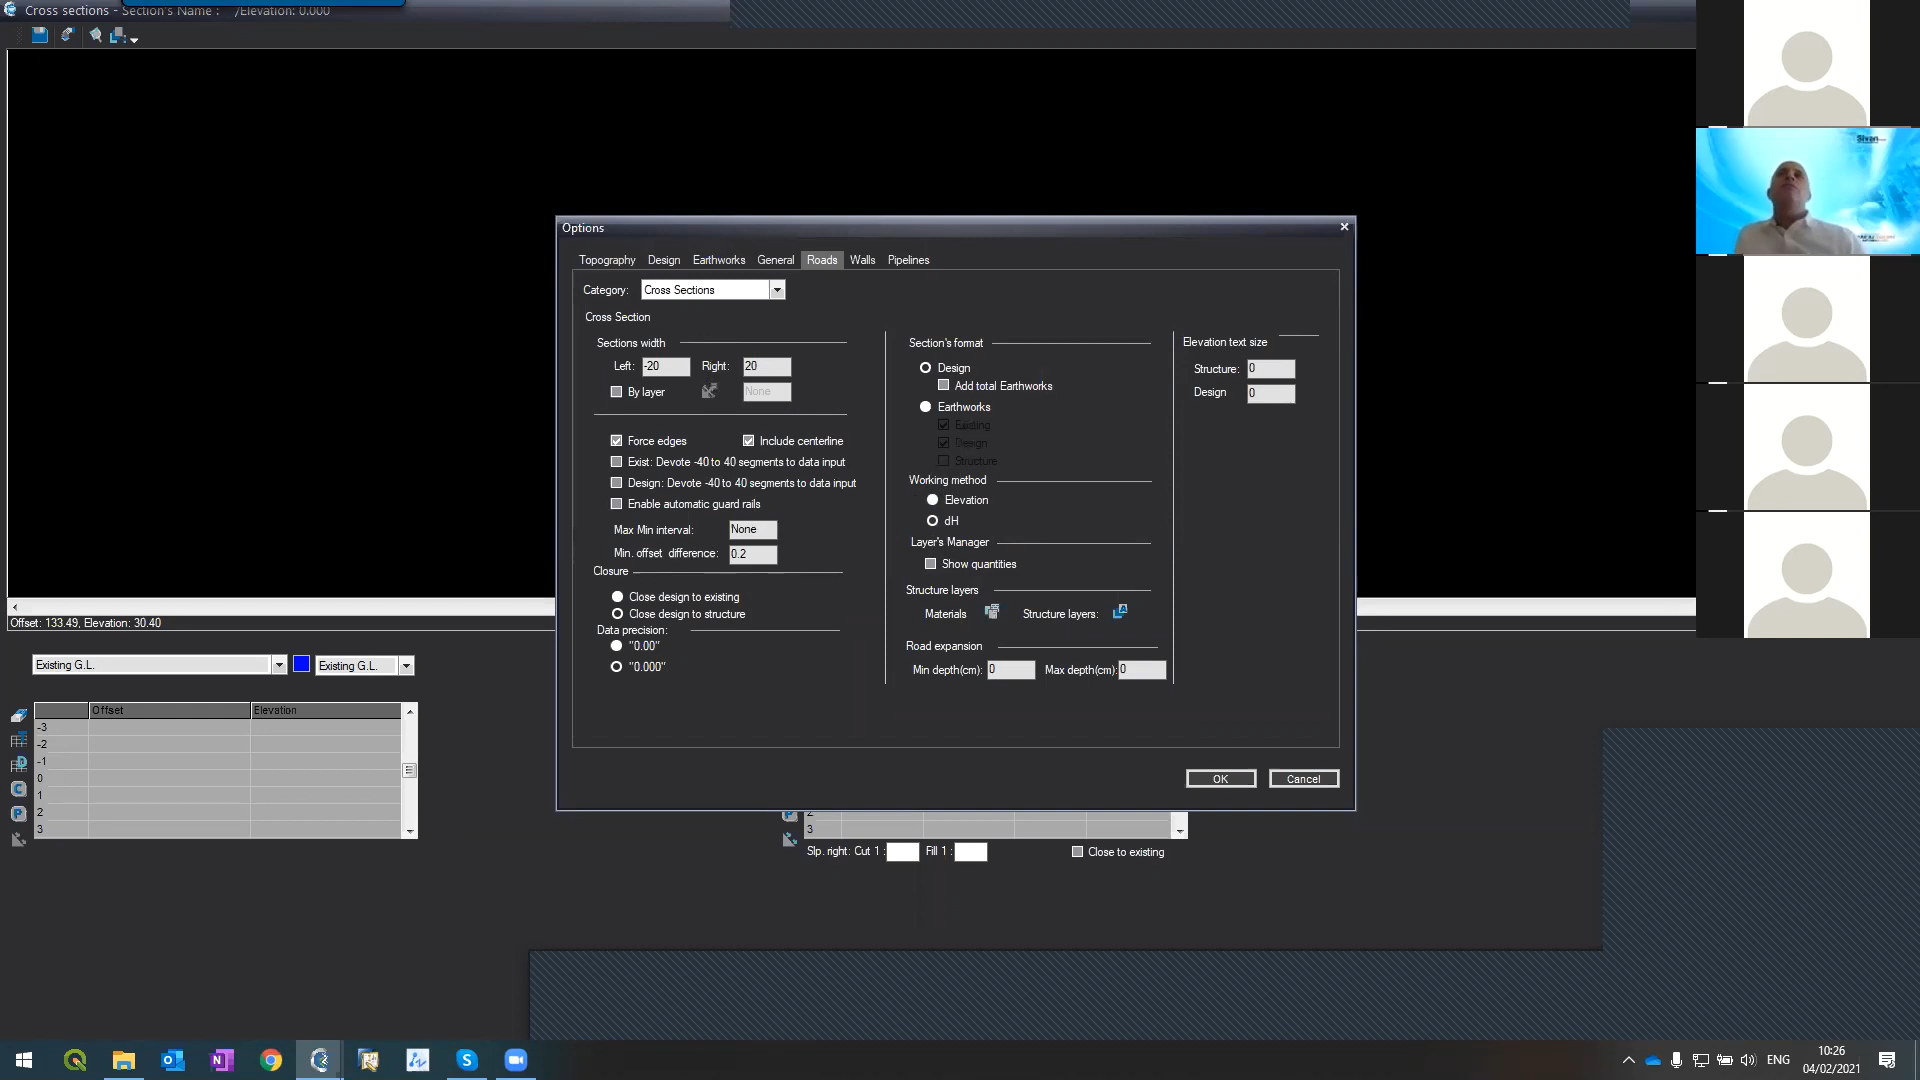 Cross sections - Section's Name : /Elevation: 0.000
Sivan
Options
Topography Design Earthworks General Roads Walls Pipelines
Category: Cross Sections
Cross Section
Sections width
Left: -20 Right: 20
By layer None
Force edges Include centerline
Exist: Devote -40 to 40 segments to data input
Design: Devote -40 to 40 segments to data input
Enable automatic guard rails
Max Min interval: None
Min. offset difference: 0.2
Closure
Close design to existing
Close design to structure
Data precision:
"0.00"
"0.000"
Section's format
Design
Add total Earthworks
Earthworks
Existing
Design
Structure
Working method
Elevation
dH
Layer's Manager
Show quantities
Structure layers
Materials Structure layers:
Road expansion
Min depth(cm): 0 Max depth(cm): 0
Elevation text size
Structure: 0
Design 0
OK Cancel
Offset: 133.49, Elevation: 30.40
Existing G.L. Existing G.L.
Offset Elevation
-3
-2
-1
0
1
2
3
2
3
Slp. right: Cut 1 : Fill 1 : Close to existing
ENG
10:26
04/02/2021